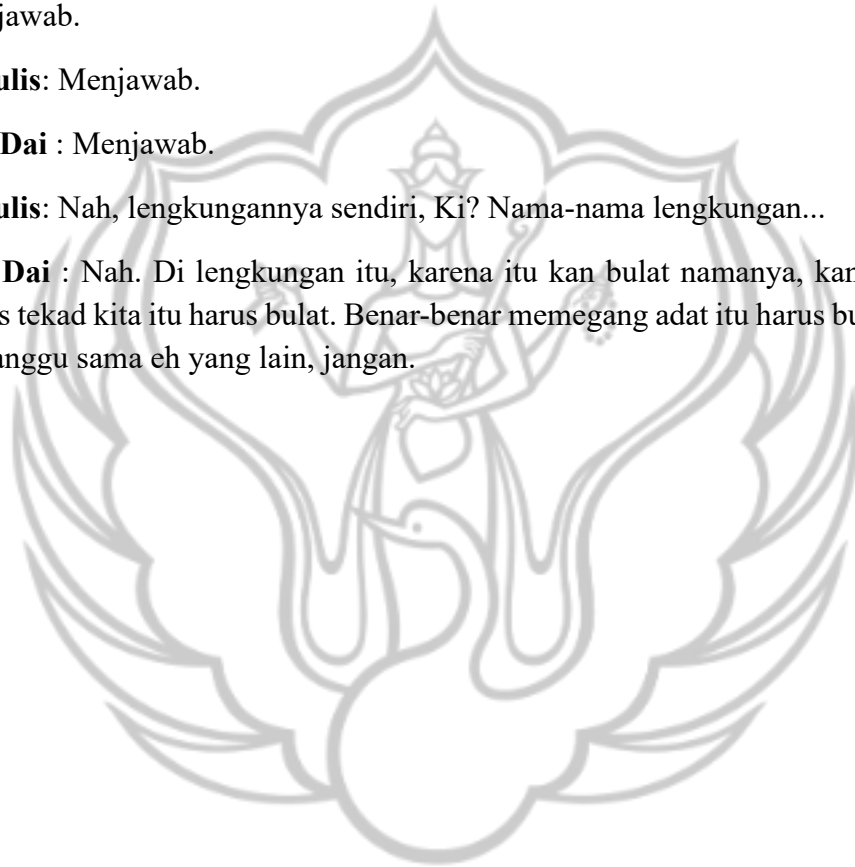 jawab.
ulis: Menjawab.
Dai : Menjawab.
ulis: Nah, lengkungannya sendiri, Ki? Nama-nama lengkungan...
Dai : Nah. Di lengkungan itu, karena itu kan bulat namanya, kan
s tekad kita itu harus bulat. Benar-benar memegang adat itu harus bu
anggu sama eh yang lain, jangan.